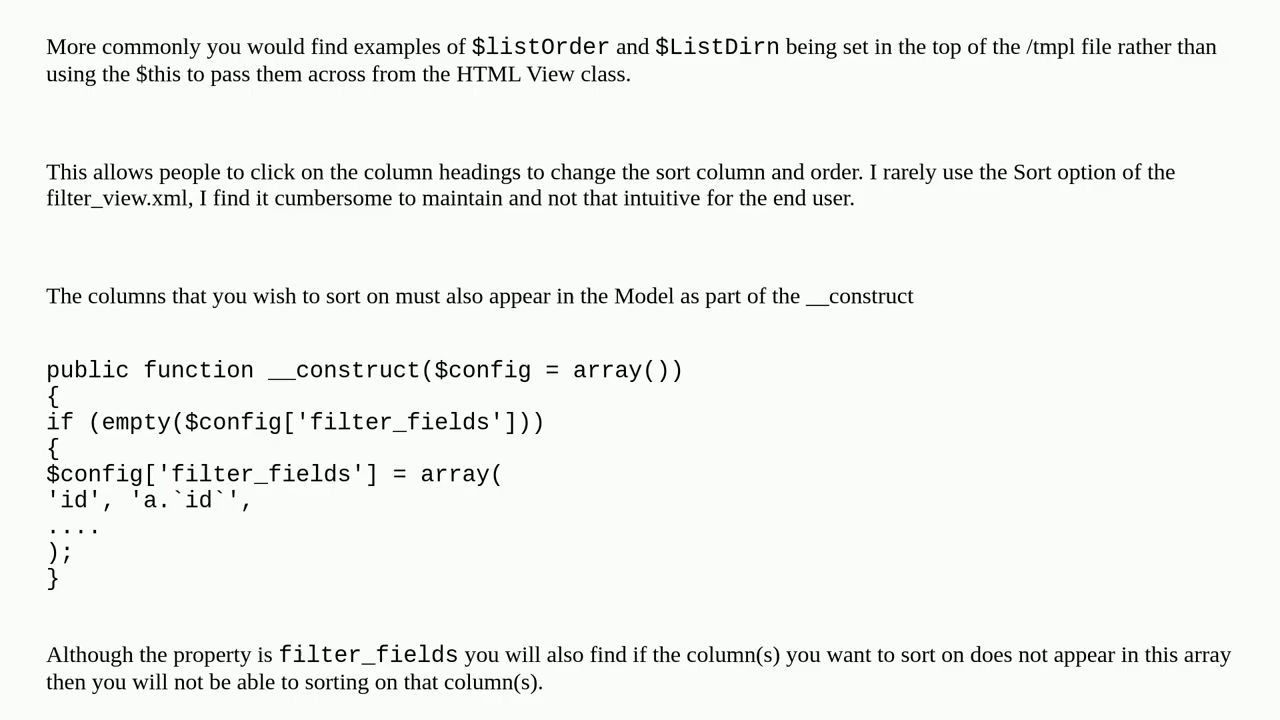 More commonly you would find examples of $listOrder and $ListDirn being set in the top of the /tmpl file rather than
using the $this to pass them across from the HTML View class.
This allows people to click on the column headings to change the sort column and order. I rarely use the Sort option of the
filter_view.xml, I find it cumbersome to maintain and not that intuitive for the end user.
The columns that you wish to sort on must also appear in the Model as part of the __construct
public function __construct($config = array())
{
if (empty($config['filter_fields']))
{
$config['filter_fields'] = array(
'id', 'a.`id`',
....
);
}
Although the property is filter_fields you will also find if the column(s) you want to sort on does not appear in this array
then you will not be able to sorting on that column(s).